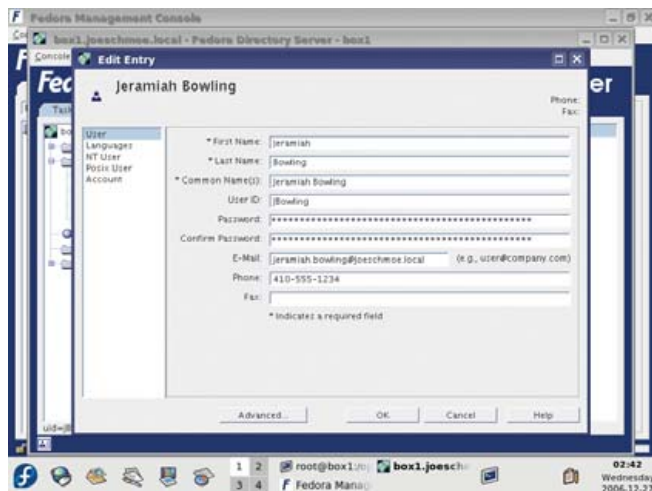 Fedora Management Console
box1.joeschmoe.local - Fedora Directory Server - box1
Console
Edit Entry
Fed
er
Jeramiah Bowling
Phone:
Fax:
User
Languages
NT User
Posix User
Account
* First Name: Jeramiah
* Last Name: Bowling
* Common Name(s): Jeramiah Bowling
User ID: JBowling
Password: **************************************************
Confirm Password: **************************************************
E-Mail: jeramiah.bowling@joeschmoe.local (e.g., user@company.com)
Phone: 410-555-1234
Fax:
* Indicates a required field
Advanced... OK Cancel Help
1 2 root@box1: box1.joesch 02:42
3 4 Fedora Manag Wednesday